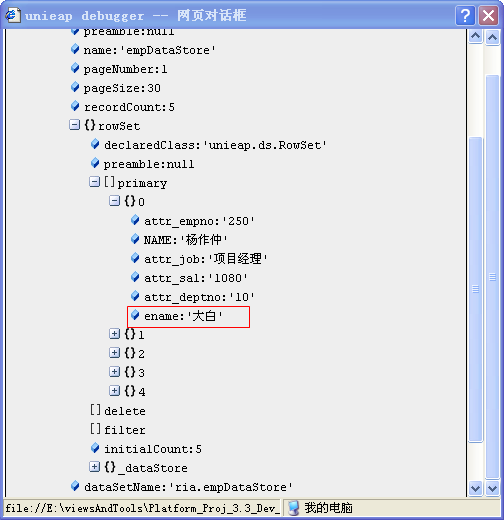 unieap debugger -- 网页对话框
preamble:null
name:'empDataStore'
pageNumber:1
pageSize:30
recordCount:5
{}rowSet
declaredClass:'unieap.ds.RowSet'
preamble:null
[]primary
{}0
attr_empno:'250'
NAME:'杨作仲'
attr_job:'项目经理'
attr_sal:'1080'
attr_deptno:'10'
ename:'大白'
{}1
{}2
{}3
{}4
[]delete
[]filter
initialCount:5
{}_dataStore
dataSetName:'ria.empDataStore'
file://E:\viewsAndTools\Platform_Proj_3.3_Dev_ 我的电脑